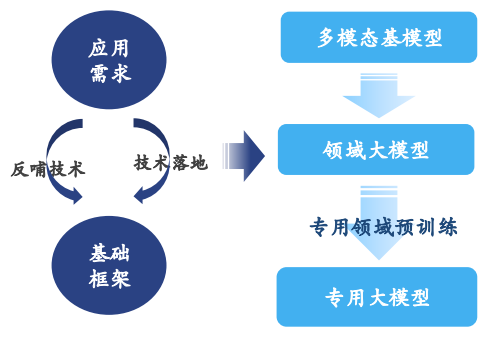 应用
需求
反哺技术
技术落地
基础
框架
多模态基模型
领域大模型
专用领域预训练
专用大模型